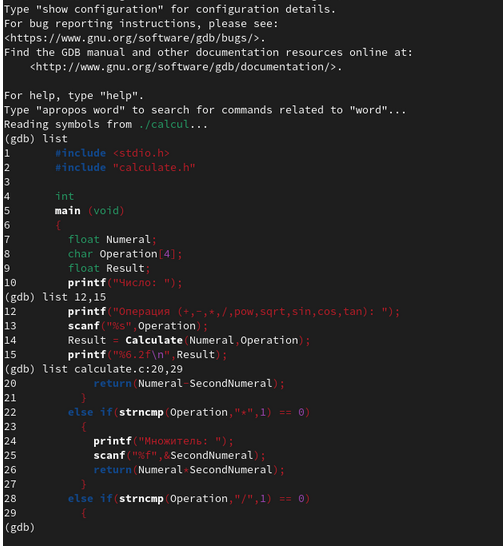 Type "show configuration" for configuration details.
For bug reporting instructions, please see:
<https://www.gnu.org/software/gdb/bugs/>.
Find the GDB manual and other documentation resources online at:
    <http://www.gnu.org/software/gdb/documentation/>.

For help, type "help".
Type "apropos word" to search for commands related to "word"...
Reading symbols from ./calcul...
(gdb) list
1       #include <stdio.h>
2       #include "calculate.h"
3
4       int
5       main (void)
6       {
7         float Numeral;
8         char Operation[4];
9         float Result;
10        printf("Число: ");
(gdb) list 12,15
12        printf("Операция (+,-,*,/,pow,sqrt,sin,cos,tan): ");
13        scanf("%s",Operation);
14        Result = Calculate(Numeral,Operation);
15        printf("%6.2f\n",Result);
(gdb) list calculate.c:20,29
20            return(Numeral-SecondNumeral);
21          }
22        else if(strncmp(Operation,"*",1) == 0)
23          {
24            printf("Множитель: ");
25            scanf("%f",&SecondNumeral);
26            return(Numeral*SecondNumeral);
27          }
28        else if(strncmp(Operation,"/",1) == 0)
29          {
(gdb)